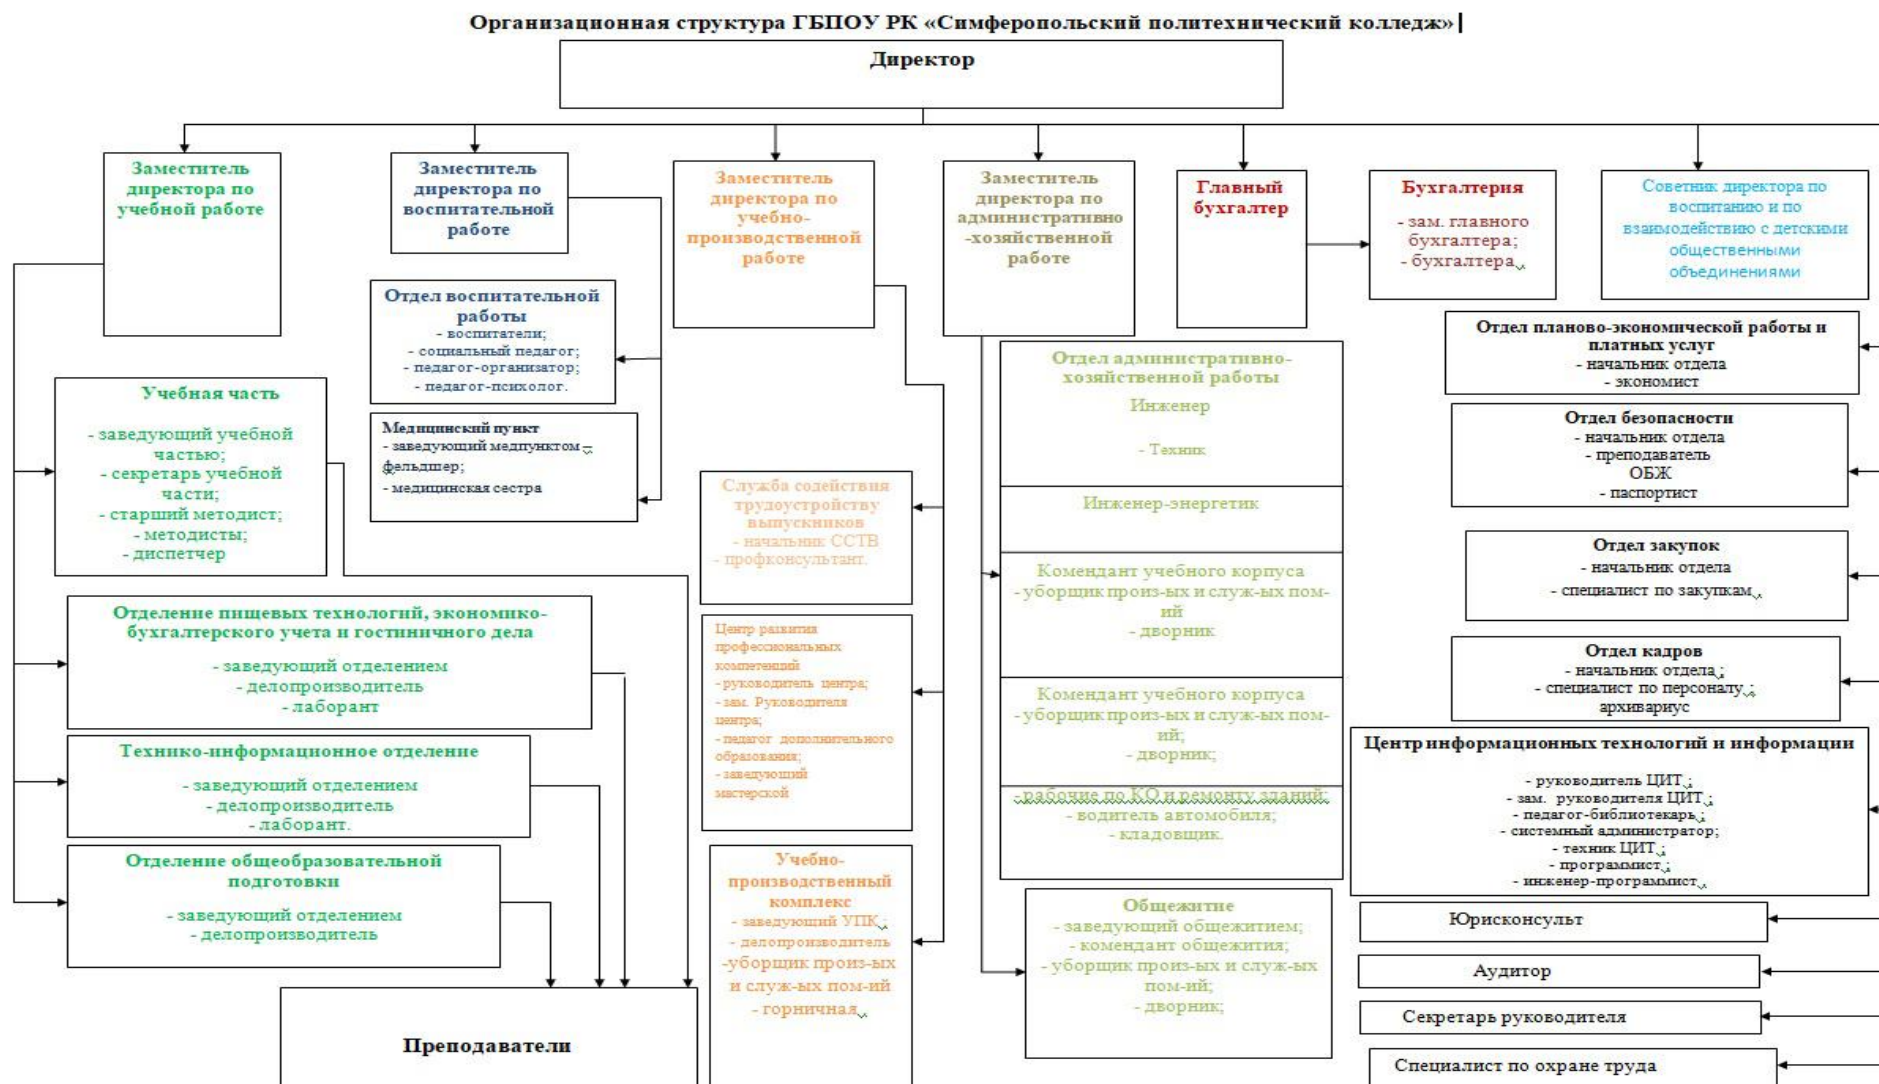 Организационная структура ГБПОУ РК «Симферопольский политехнический колледж»
Директор
Заместитель
директора по
учебной работе
Заместитель
директора по
воспитательной
работе
Заместитель
директора по
учебно-
производственной
работе
Заместитель
директора по
административно
-хозяйственной
работе
Главный
бухгалтер
Бухгалтерия
- зам. главного
бухгалтера;
- бухгалтера
Советник директора по
воспитанию и по
взаимодействию с детскими
общественными
объединениями
Учебная часть
- заведующий учебной
частью;
- секретарь учебной
части;
- старший методист;
- методисты;
- диспетчер
Отделение пищевых технологий, экономико-
бухгалтерского учета и гостиничного дела
- заведующий отделением
- делопроизводитель
- лаборант
Технико-информационное отделение
- заведующий отделением
- делопроизводитель
- лаборант.
Отделение общеобразовательной
подготовки
- заведующий отделением
- делопроизводитель
Преподаватели
Отдел воспитательной
работы
- воспитатели;
- социальный педагог;
- педагог-организатор;
- педагог-психолог.
Медицинский пункт
- заведующий медпунктом –
фельдшер;
- медицинская сестра
Служба содействия
трудоустройству
выпускников
- начальник ССТВ
- профконсультант.
Центр развития
профессиональных
компетенций
- руководитель центра;
- зам. Руководителя
центра;
- педагог дополнительного
образования;
- заведующий
мастерской
Учебно-
производственный
комплекс
- заведующий УПК ;
- делопроизводитель
-уборщик произ-ых
и служ-ых пом-ий
- горничная
Отдел административно-
хозяйственной работы
Инженер
- Техник
Инженер-энергетик
Комендант учебного корпуса
- уборщик произ-ых и служ-ых пом-
ий
- дворник
Комендант учебного корпуса
- уборщик произ-ых и служ-ых пом-
ий;
- дворник;
- рабочие по КО и ремонту зданий;
- водитель автомобиля;
- кладовщик.
Общежитие
- заведующий общежитием;
- комендант общежития;
- уборщик произ-ых и служ-ых
пом-ий;
- дворник;
Отдел планово-экономической работы и
платных услуг
- начальник отдела
- экономист
Отдел безопасности
- начальник отдела
- преподаватель
ОБЖ
- паспортист
Отдел закупок
- начальник отдела
- специалист по закупкам
Отдел кадров
- начальник отдела ;
- специалист по персоналу ;
архивариус
Центр информационных технологий и информации
- руководитель ЦИТ ;
- зам. руководителя ЦИТ ;
- педагог-библиотекарь ;
- системный администратор;
- техник ЦИТ ;
- программист ;
- инженер-программист
Юрисконсульт
Аудитор
Секретарь руководителя
Специалист по охране труда